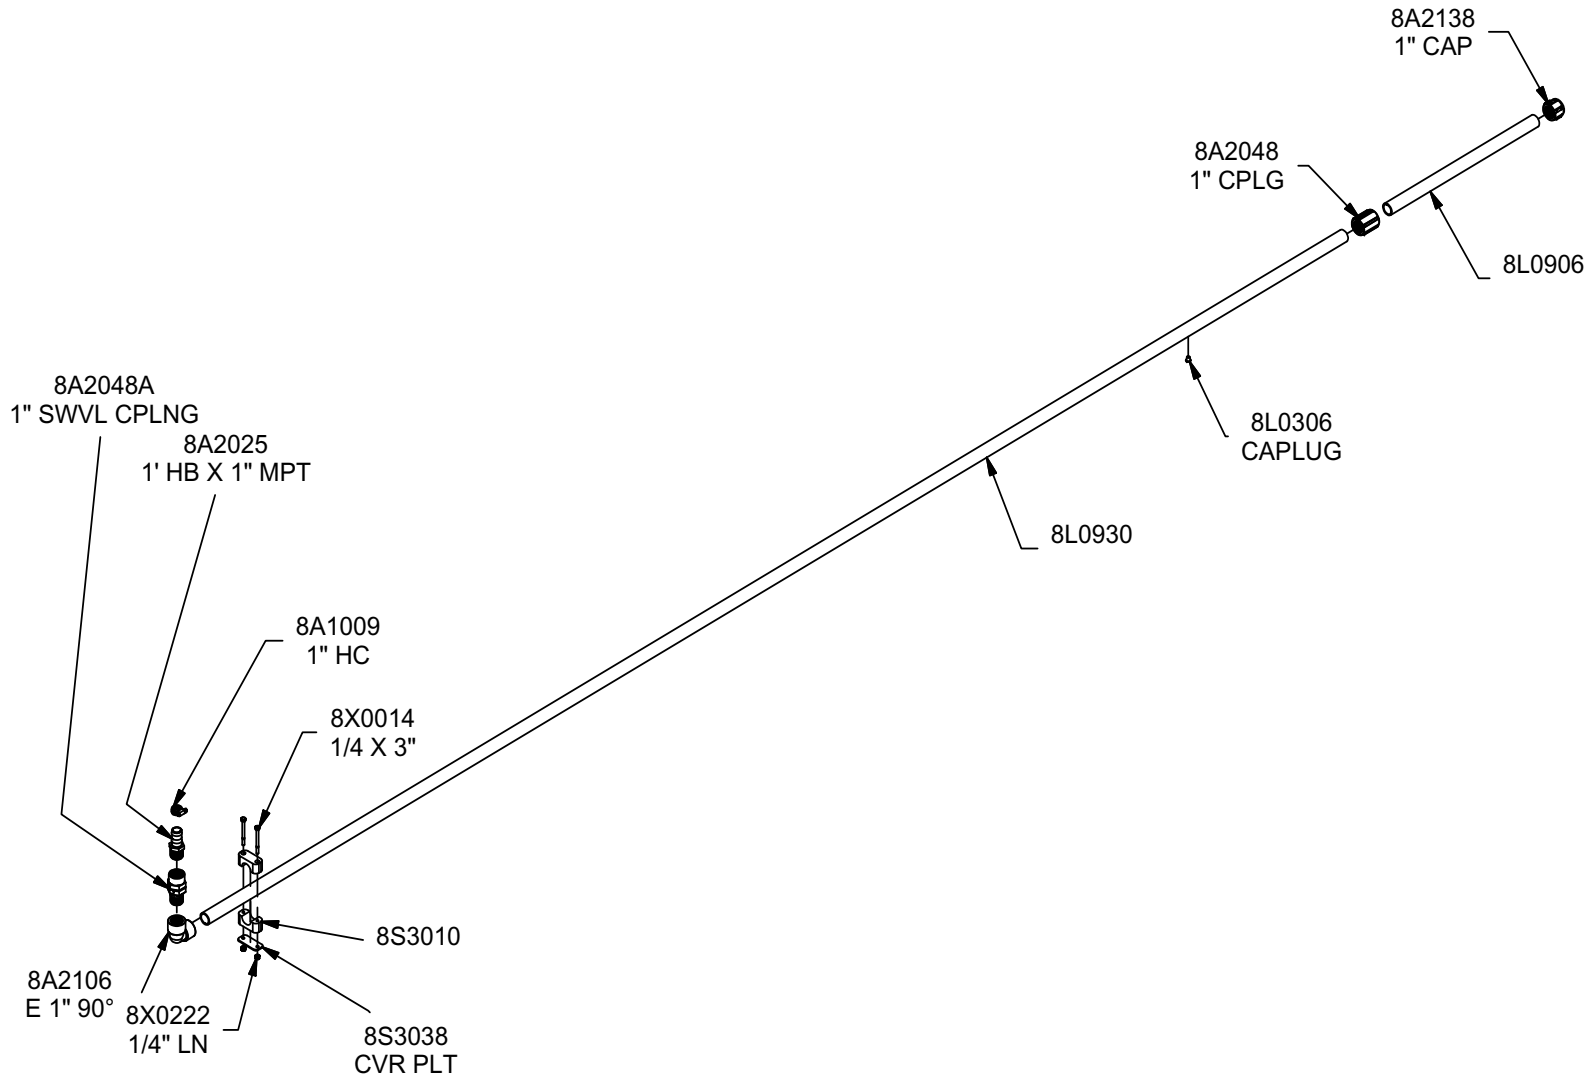 8A2138
1" CAP
8A2048
1" CPLG
8L0906
8L0306
CAPLUG
8L0930
8A2048A
1" SWVL CPLNG
8A2025
1' HB X 1" MPT
8A1009
1" HC
8X0014
1/4 X 3"
8S3010
8A2106
E 1" 90°
8X0222
1/4" LN
8S3038
CVR PLT